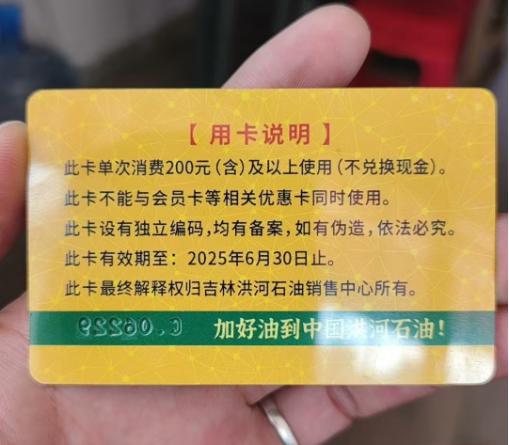 【用卡说明】
此卡单次消费200元(含)及以上使用(不兑换现金)。
此卡不能与会员卡等相关优惠卡同时使用。
此卡设有独立编码,均有备案,如有伪造,依法必究。
此卡有效期至：2025年6月30日止。
此卡最终解释权归吉林洪河石油销售中心所有。
加好油到中国洪河石油!